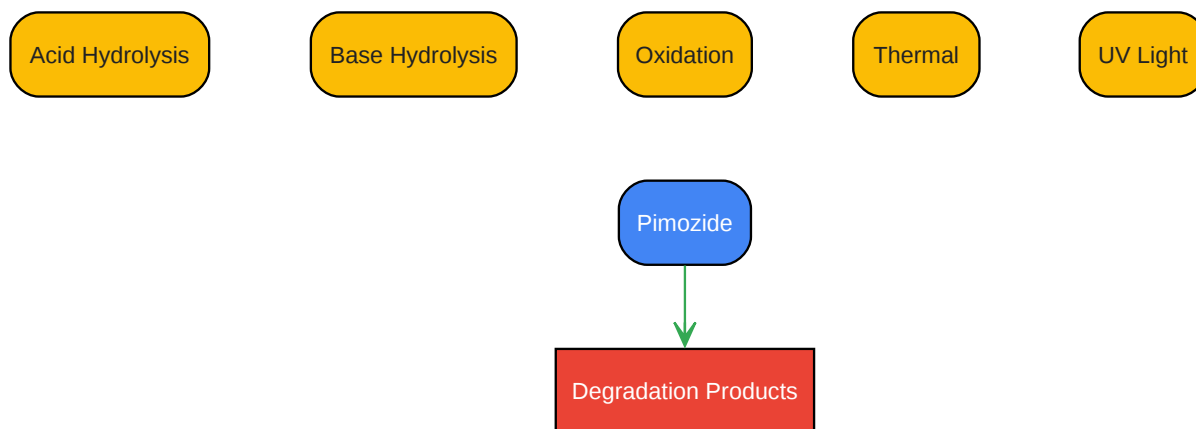 Acid Hydrolysis
Base Hydrolysis
Oxidation
Thermal
UV Light
Pimozide
Degradation Products